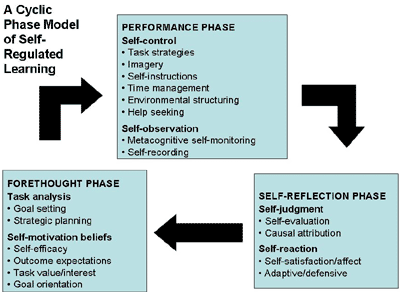 A Cyclic
Phase Model
of Self-
Regulated
Learning
PERFORMANCE PHASE
Self-control
• Task strategies
• Imagery
• Self-instructions
• Time management
• Environmental structuring
• Help seeking
Self-observation
• Metacognitive self-monitoring
• Self-recording
FORETHOUGHT PHASE
Task analysis
• Goal setting
• Strategic planning
Self-motivation beliefs
• Self-efficacy
• Outcome expectations
• Task value/interest
• Goal orientation
SELF-REFLECTION PHASE
Self-judgment
• Self-evaluation
• Causal attribution
Self-reaction
• Self-satisfaction/affect
• Adaptive/defensive